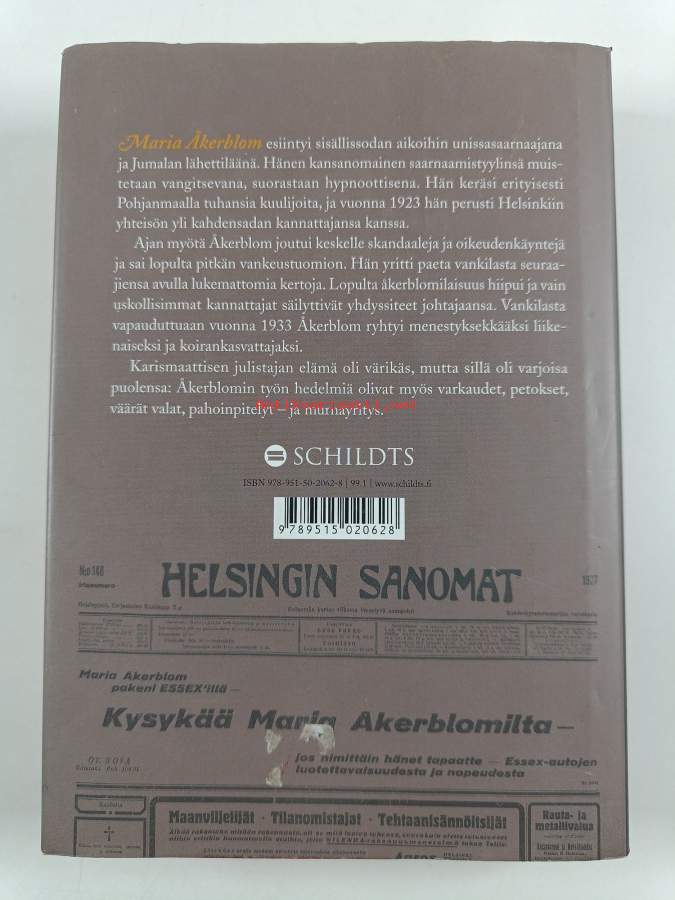 Maria Åkerblom esiintyi sisällissodan aikoihin unissasaarnaajana
ja Jumalan lähettiläänä. Hänen kansanomainen saarnaamistyylinsä muis-
tetaan vangitsevana, suorastaan hypnoottisena. Hän keräsi erityisesti
Pohjanmaalla tuhansia kuulijoita, ja vuonna 1923 hän perusti Helsinkiin
yhteisön yli kahdensadan kannattajansa kanssa.
Ajan myötä Åkerblom joutui keskelle skandaaleja ja oikeudenkäyntejä
ja sai lopulta pitkän vankeustuomion. Hän yritti paeta vankilasta seuraa-
jiensa avulla lukemattomia kertoja. Lopulta åkerblomilaisuus hiipui ja vain
uskollisimmat kannattajat säilyttivät yhdyssiteet johtajaansa. Vankilasta
vapauduttuaan vuonna 1933 Åkerblom ryhtyi menestyksekkääksi liike-
naiseksi ja koirankasvattajaksi.
Karismaattisen julistajan elämä oli värikäs, mutta sillä oli varjoisa
puolensa: Åkerblomin työn hedelmiä olivat myös varkaudet, petokset,
väärät valat, pahoinpitelyt – ja murhayritys.
SCHILDTS
ISBN 978-951-50-2062-8 | 99.1 | www.schildts.fi
9789515020628
N:o 168
HELSINGIN SANOMAT
1927
Maria Akerblom
pakeni ESSEX'illä —
Kysykää Maria Akerblomilta —
jos nimittäin hänet tapaatte — Essex-autojen
luotettavaisuudesta ja nopeudesta
Maanviljelijät · Tilanomistajat · Tehtaanisännöitsijät
Rauta- ja
metallivalua